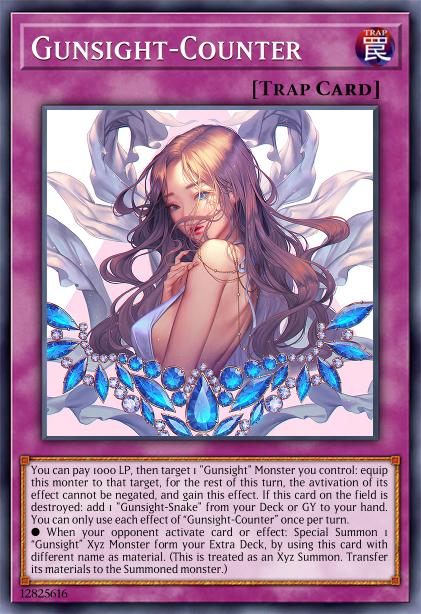 Gunsight-Counter
TRAP
罠
[Trap Card]
You can pay 1000 LP, then target 1 "Gunsight" Monster you control: equip
this monter to that target, for the rest of this turn, the avtivation of its
effect cannot be negated, and gain this effect. If this card on the field is
destroyed: add 1 "Gunsight-Snake" from your Deck or GY to your hand.
You can only use each effect of “Gunsight-Counter” once per turn.
● When your opponent activate card or effect: Special Summon 1
“Gunsight" Xyz Monster form your Extra Deck, by using this card with
different name as material. (This is treated as an Xyz Summon. Transfer
its materials to the Summoned monster.)
12825616